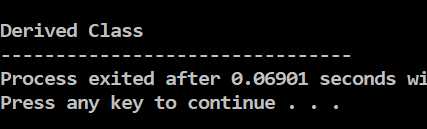 Derived Class
--------------------------------
Process exited after 0.06901 seconds wi
Press any key to continue . . .